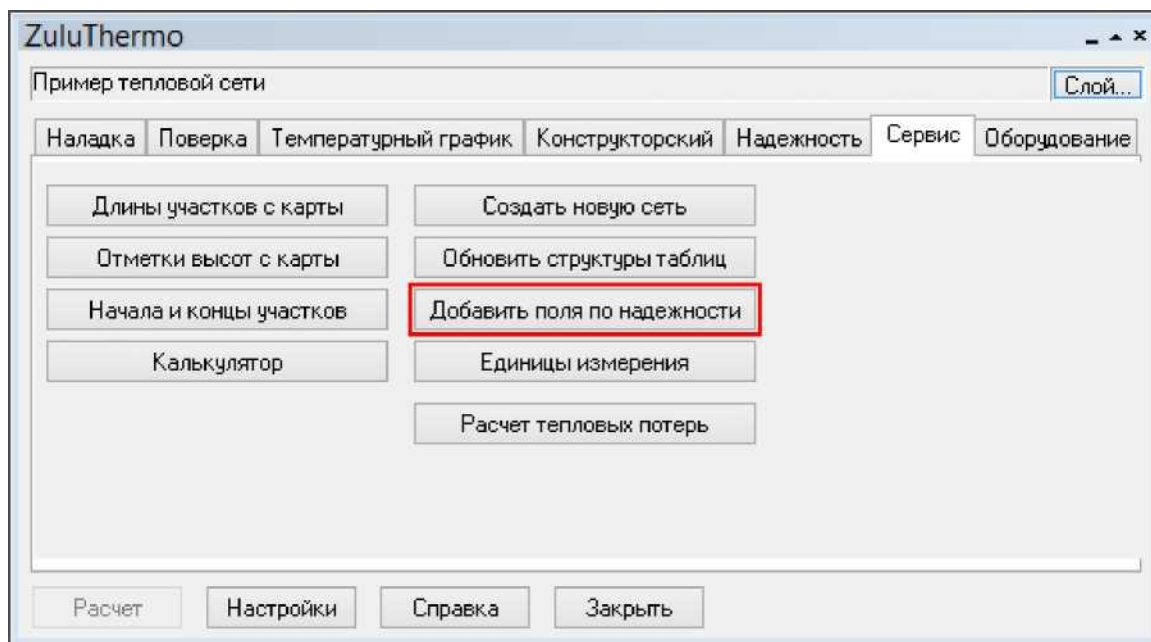 ZuluThermo
Пример тепловой сети
Слой...
Наладка Поверка Температурный график Конструкторский Надежность Сервис Оборудование
Длины участков с карты Создать новую сеть
Отметки высот с карты Обновить структуры таблиц
Начала и концы участков Добавить поля по надежности
Калькулятор Единицы измерения
Расчет тепловых потерь
Расчет Настройки Справка Закрыть